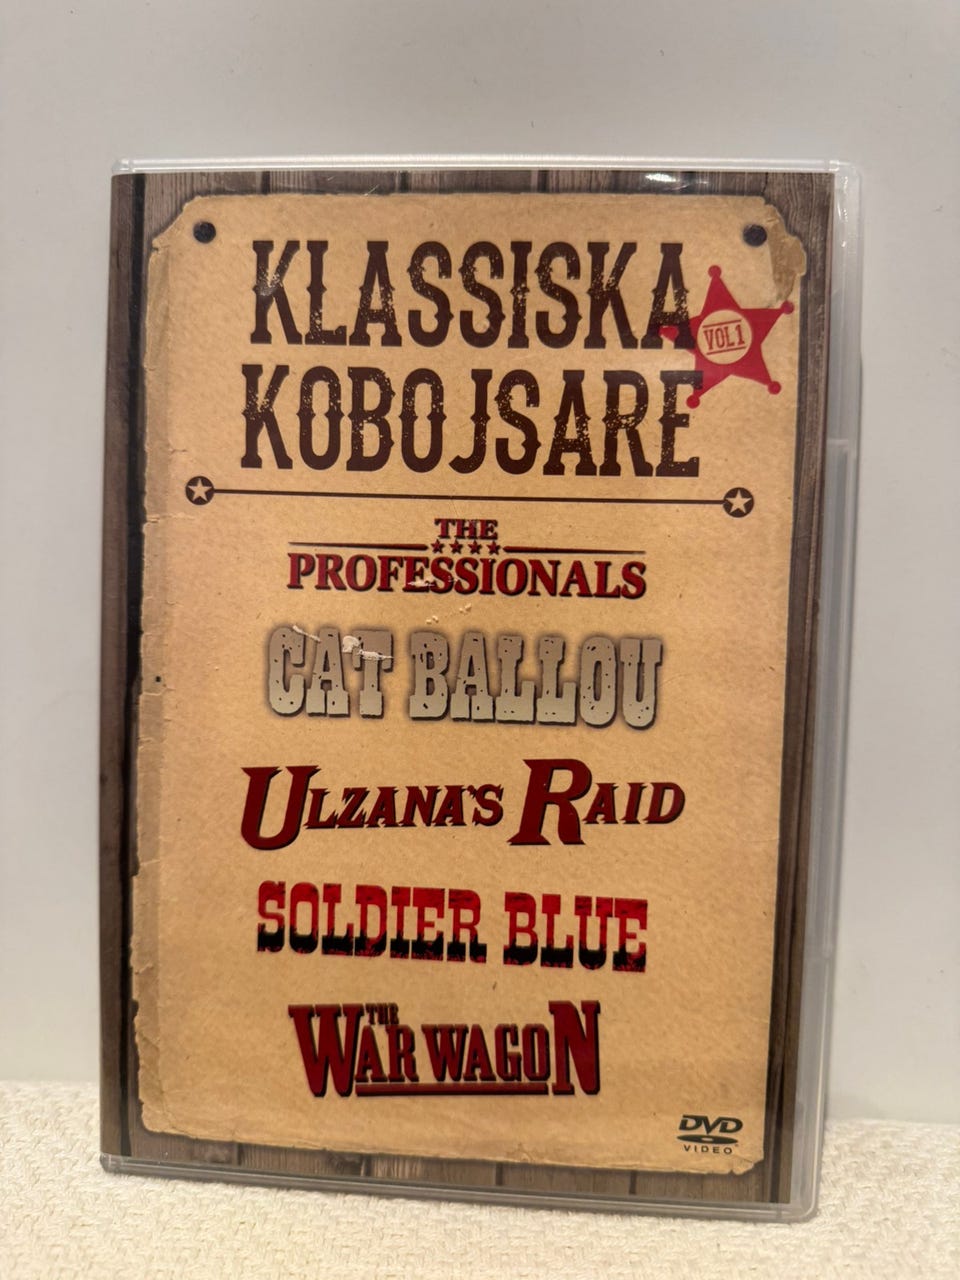 KLASSISKA
KOBOJSARE
VOL 1
THE
PROFESSIONALS
CAT BALLOU
ULZANA'S RAID
SOLDIER BLUE
THE
WAR WAGON
DVD
VIDEO